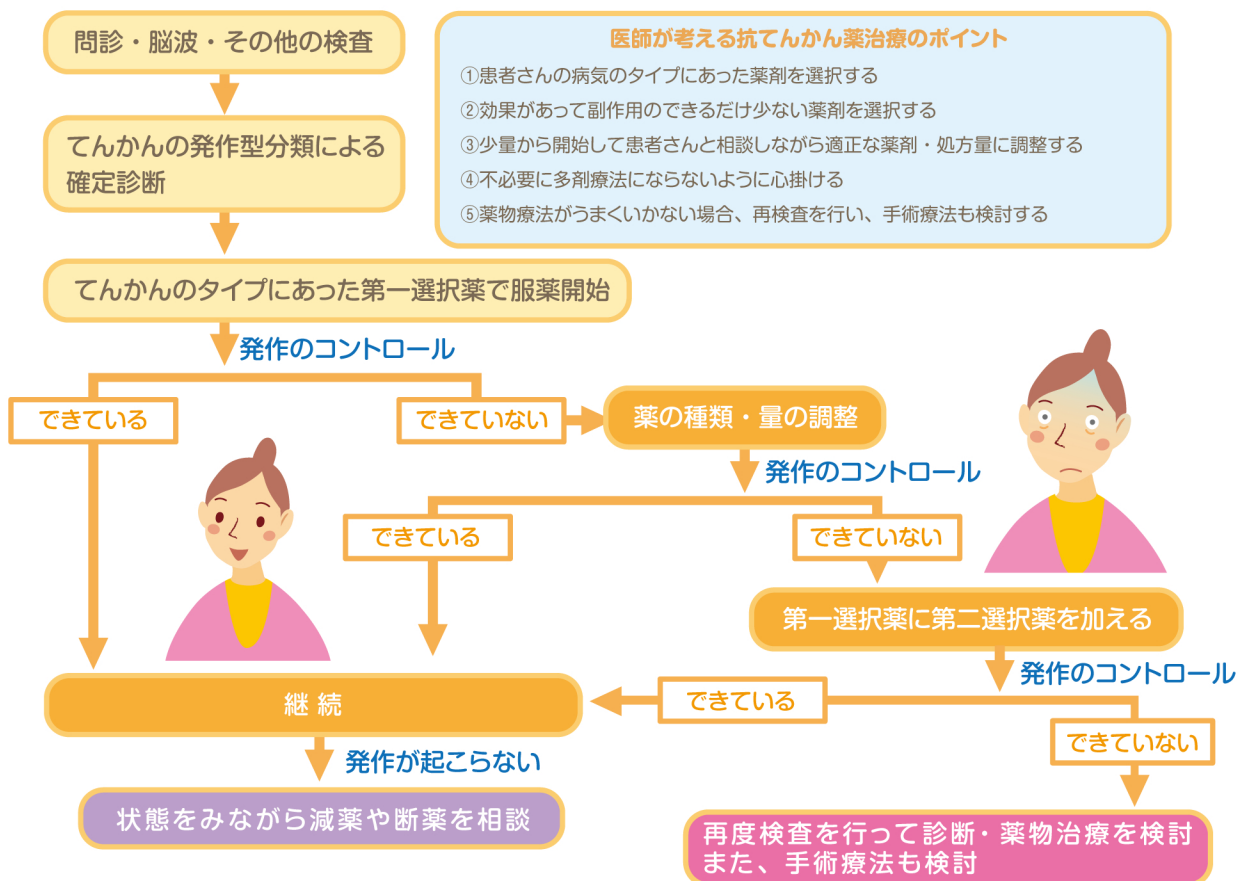 問診・脳波・その他の検査
てんかんの発作型分類による
確定診断
てんかんのタイプにあった第一選択薬で服薬開始
医師が考える抗てんかん薬治療のポイント
①患者さんの病気のタイプにあった薬剤を選択する
②効果があって副作用のできるだけ少ない薬剤を選択する
③少量から開始して患者さんと相談しながら適正な薬剤・処方量に調整する
④不必要に多剤療法にならないように心掛ける
⑤薬物療法がうまくいかない場合、再検査を行い、手術療法も検討する
発作のコントロール
できている
できていない
薬の種類・量の調整
発作のコントロール
できている
できていない
第一選択薬に第二選択薬を加える
発作のコントロール
できている
できていない
継続
発作が起こらない
状態をみながら減薬や断薬を相談
再度検査を行って診断・薬物治療を検討
また、手術療法も検討